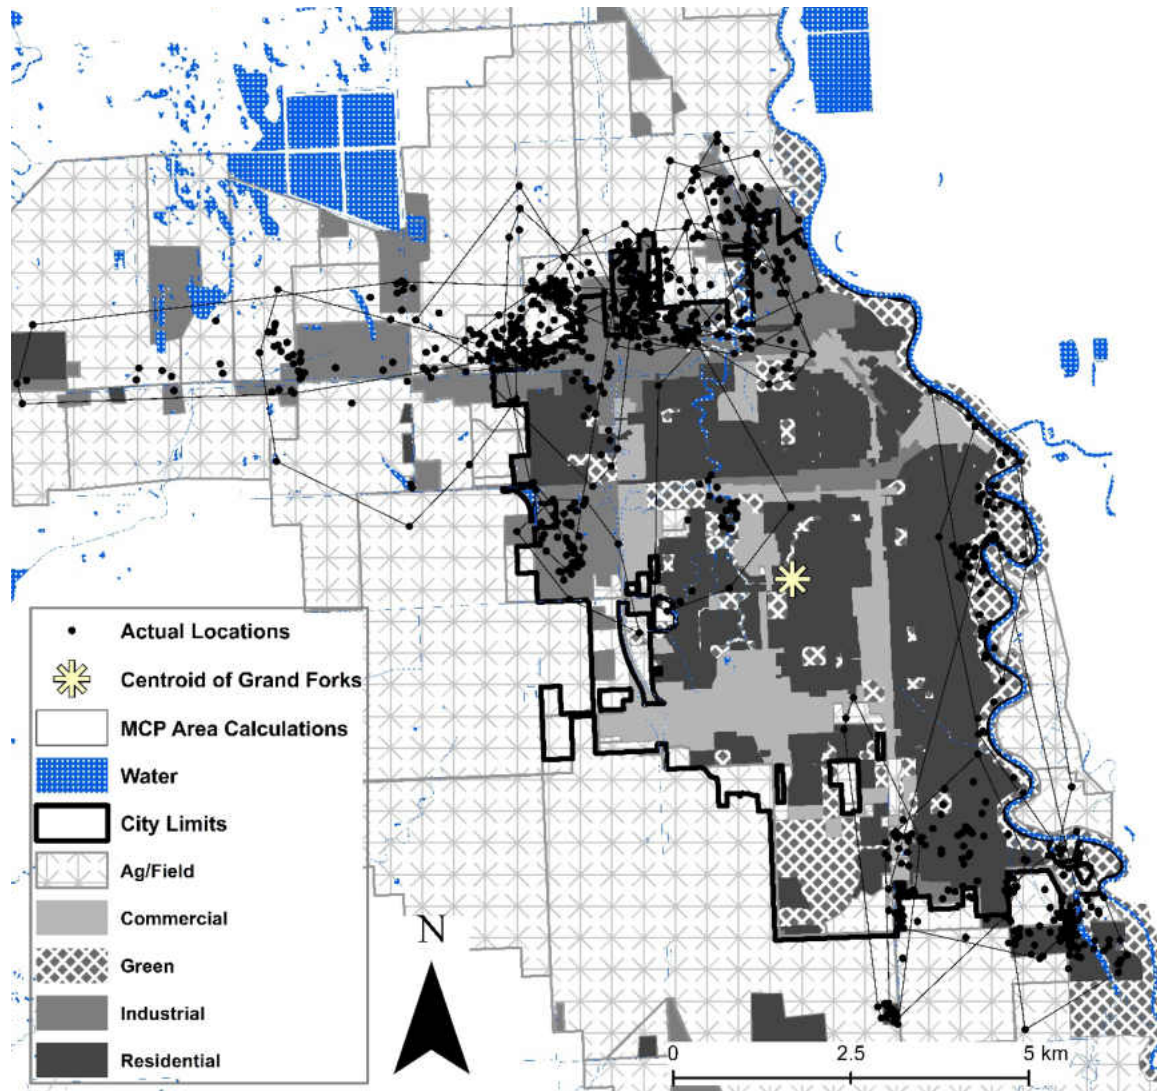 Actual Locations
Centroid of Grand Forks
MCP Area Calculations
Water
City Limits
Ag/Field
Commercial
Green
Industrial
Residential
N
0 2.5 5 km